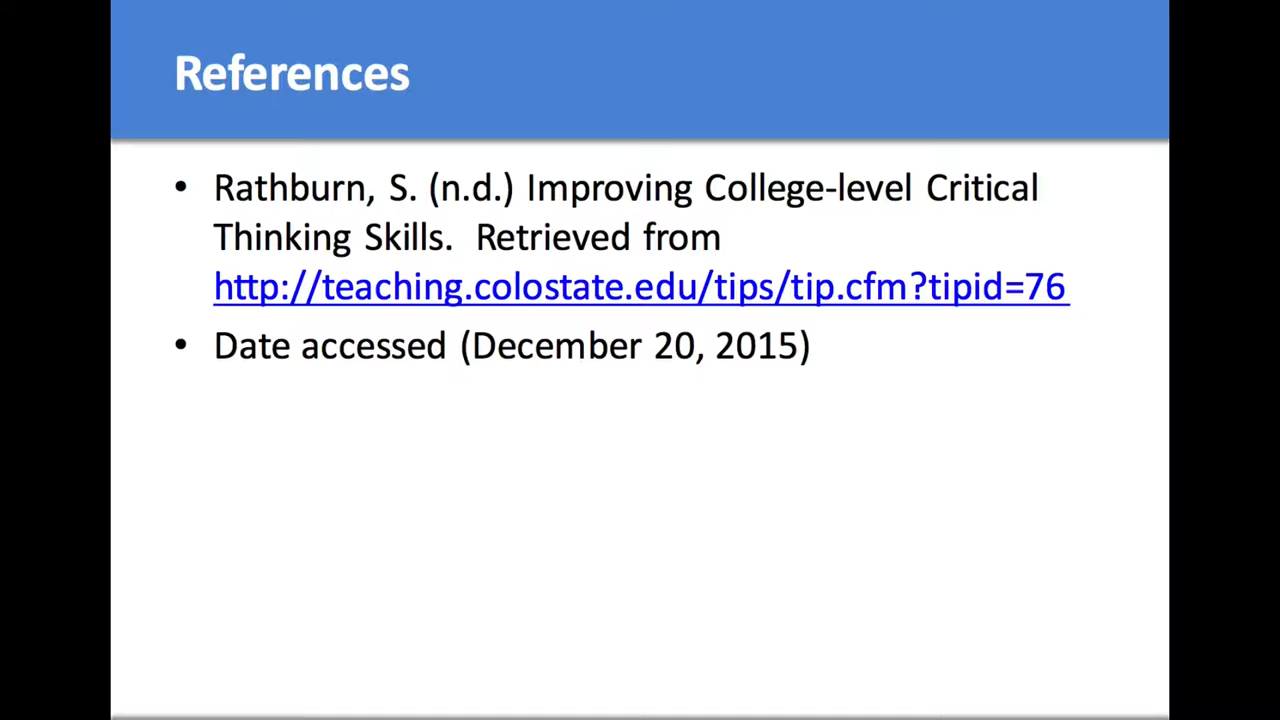 References
• Rathburn, S. (n.d.) Improving College-level Critical
Thinking Skills.  Retrieved from
http://teaching.colostate.edu/tips/tip.cfm?tipid=76
• Date accessed (December 20, 2015)